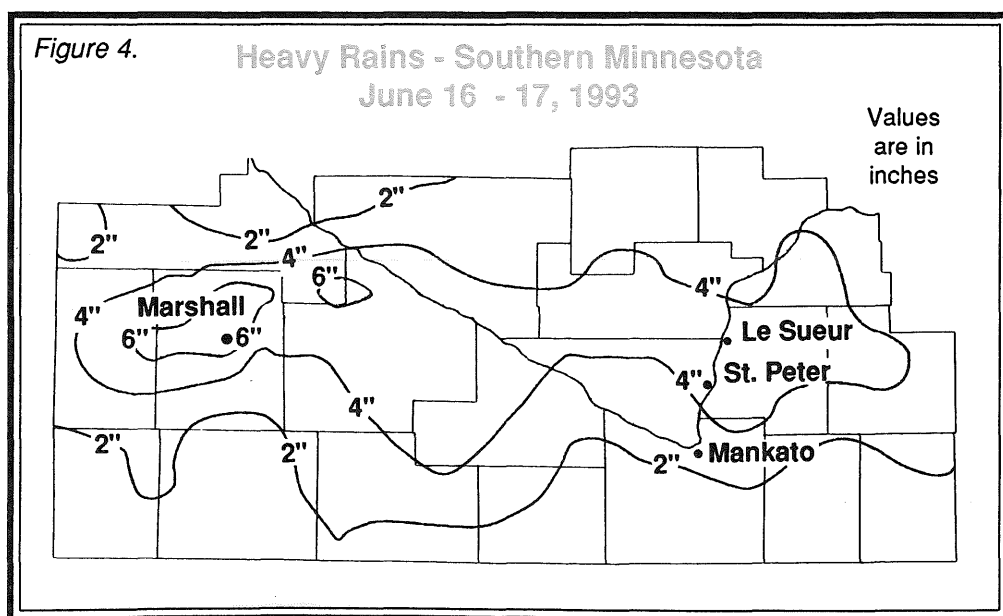 Figure 4.
Heavy Rains - Southern Minnesota
June 16 - 17, 1993
Values
are in
inches
2"
2"
2"
4"
6"
4"
Marshall
4"
6"
6"
Le Sueur
4"
St. Peter
4"
2"
2"
2"
Mankato